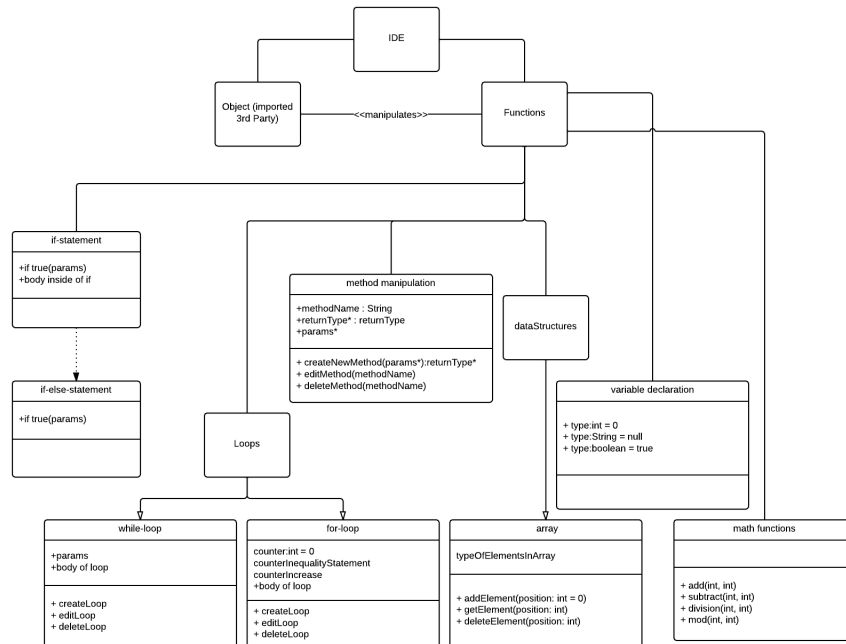 IDE
Object (imported
3rd Party)
<<manipulates>>
Functions
if-statement
+if true(params)
+body inside of if
method manipulation
+methodName : String
+returnType* : returnType
+params*
+ createNewMethod(params*):returnType*
+ editMethod(methodName)
+ deleteMethod(methodName)
dataStructures
if-else-statement
+if true(params)
variable declaration
+ type:int = 0
+ type:String = null
+ type:boolean = true
Loops
while-loop
+params
+body of loop
+ createLoop
+ editLoop
+ deleteLoop
for-loop
counter:int = 0
counterInequalityStatement
counterIncrease
+body of loop
+ createLoop
+ editLoop
+ deleteLoop
array
typeOfElementsInArray
+ addElement(position: int = 0)
+ getElement(position: int)
+ deleteElement(position: int)
math functions
+ add(int, int)
+ subtract(int, int)
+ division(int, int)
+ mod(int, int)